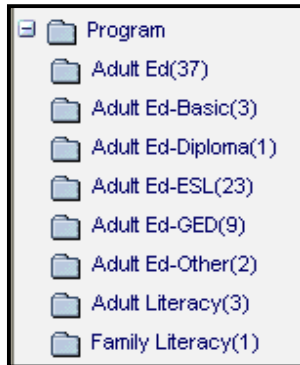 Program
Adult Ed(37)
Adult Ed-Basic(3)
Adult Ed-Diploma(1)
Adult Ed-ESL(23)
Adult Ed-GED(9)
Adult Ed-Other(2)
Adult Literacy(3)
Family Literacy(1)